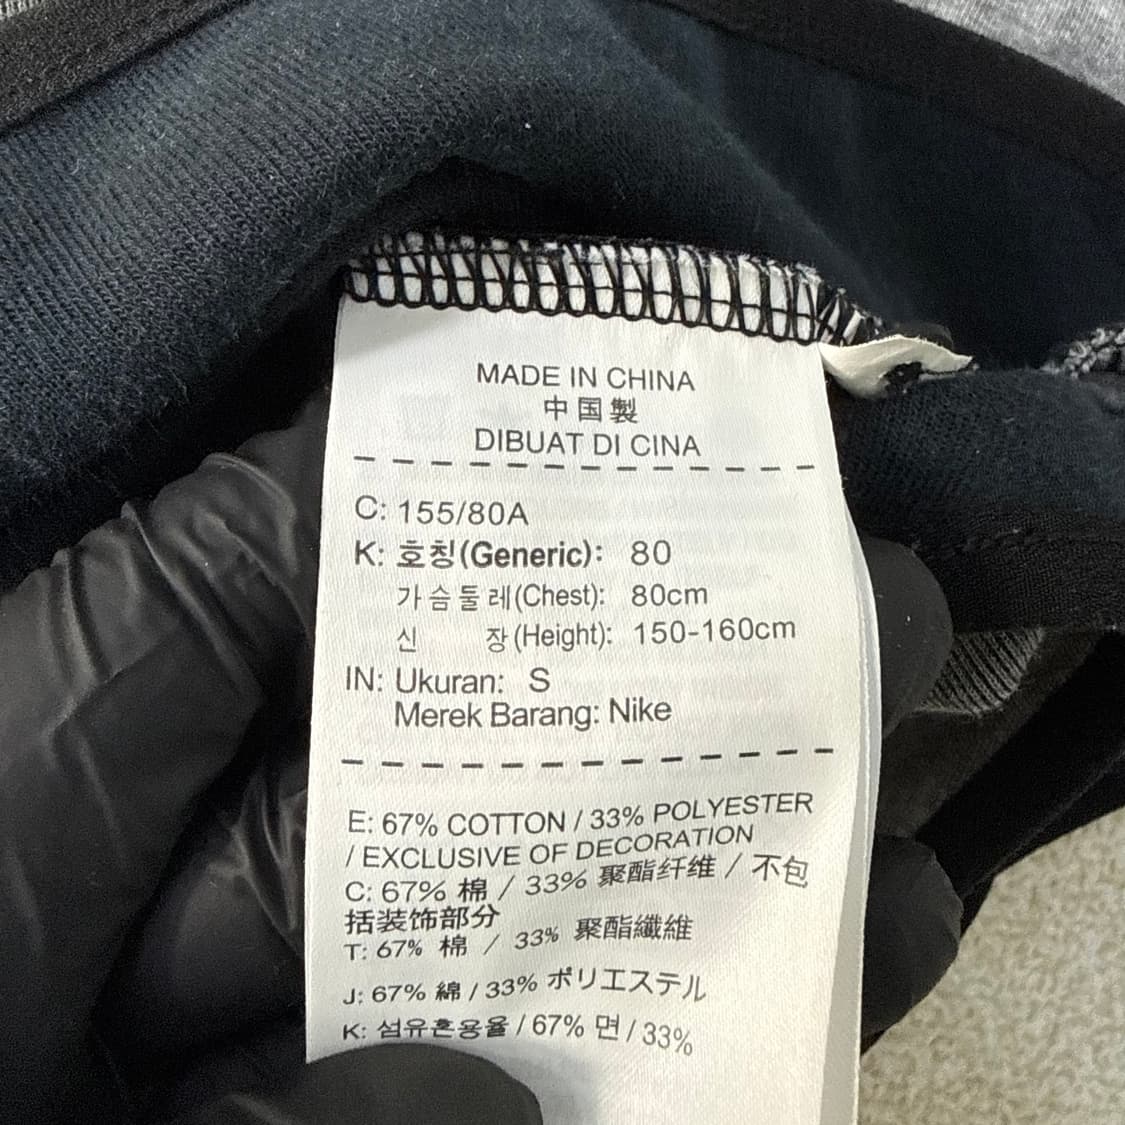 MADE IN CHINA
中国製
DIBUAT DI CINA
C: 155/80A
K: 호칭(Generic): 80
가슴둘레(Chest): 80cm
신 장(Height): 150-160cm
IN: Ukuran: S
Merek Barang: Nike
E: 67% COTTON / 33% POLYESTER
/ EXCLUSIVE OF DECORATION
C: 67% 棉 / 33% 聚酯纤维 / 不包
括装饰部分
T: 67% 棉 / 33% 聚酯纖維
J: 67% 綿 / 33% ポリエステル
K: 섬유혼용율 / 67% 면 / 33%